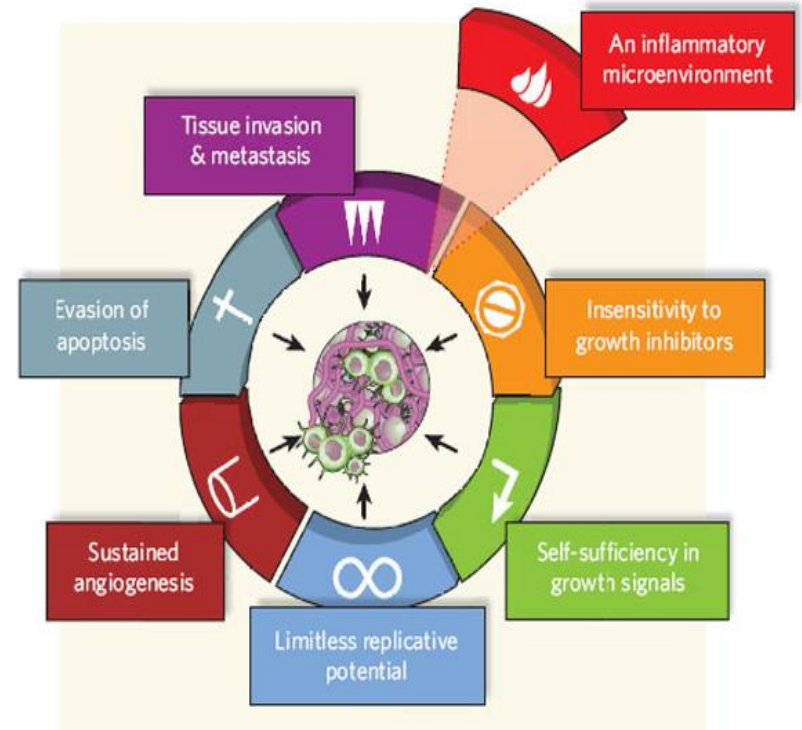 An inflammatory
microenvironment
Tissue invasion
& metastasis
Evasion of
apoptosis
Insensitivity to
growth inhibitors
Sustained
angiogenesis
Self-sufficiency in
growth signals
Limitless replicative
potential